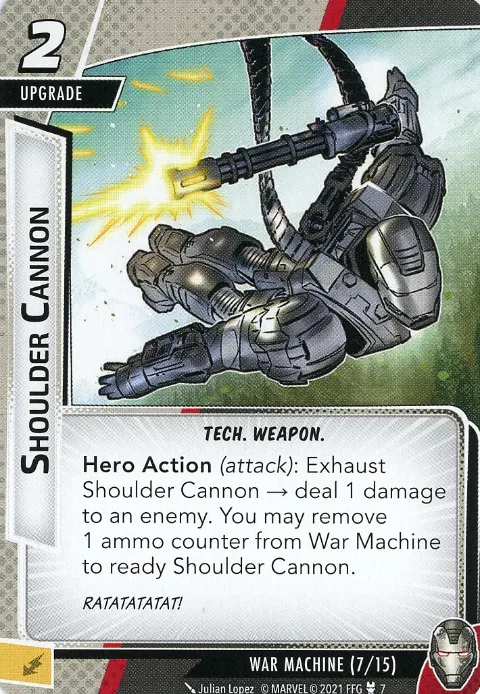 2
UPGRADE
SHOULDER CANNON
TECH. WEAPON.
Hero Action (attack): Exhaust
Shoulder Cannon → deal 1 damage
to an enemy. You may remove
1 ammo counter from War Machine
to ready Shoulder Cannon.
RATATATATAT!
WAR MACHINE (7/15)
Julian Lopez © MARVEL © 2021 FFG 7